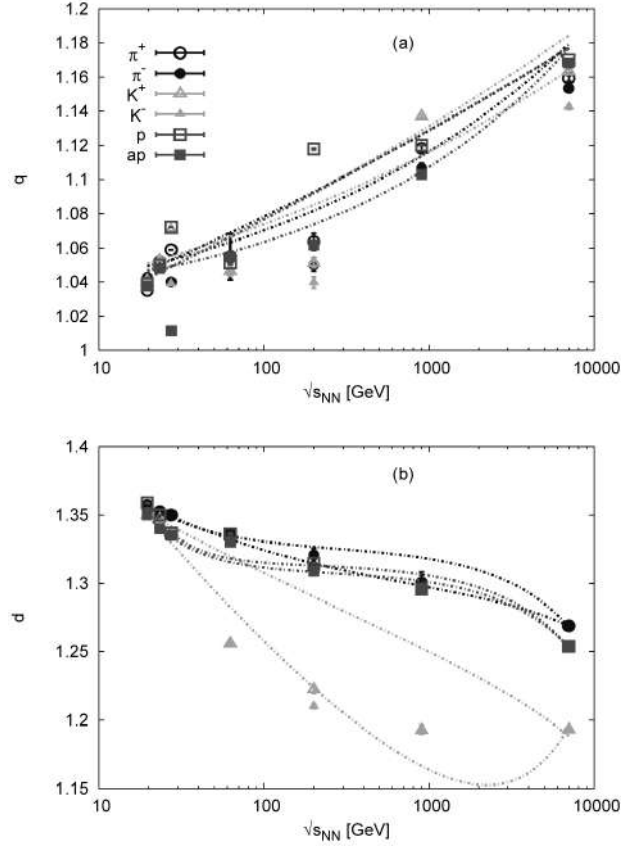 1.2
(a)
1.18
π+
1.16
π-
K+
1.14
K-
1.12
p
ap
q
1.1
1.08
1.06
1.04
1.02
1
10 100 1000 10000
√sNN [GeV]
1.4
(b)
1.35
1.3
d
1.25
1.2
1.15
10 100 1000 10000
√sNN [GeV]